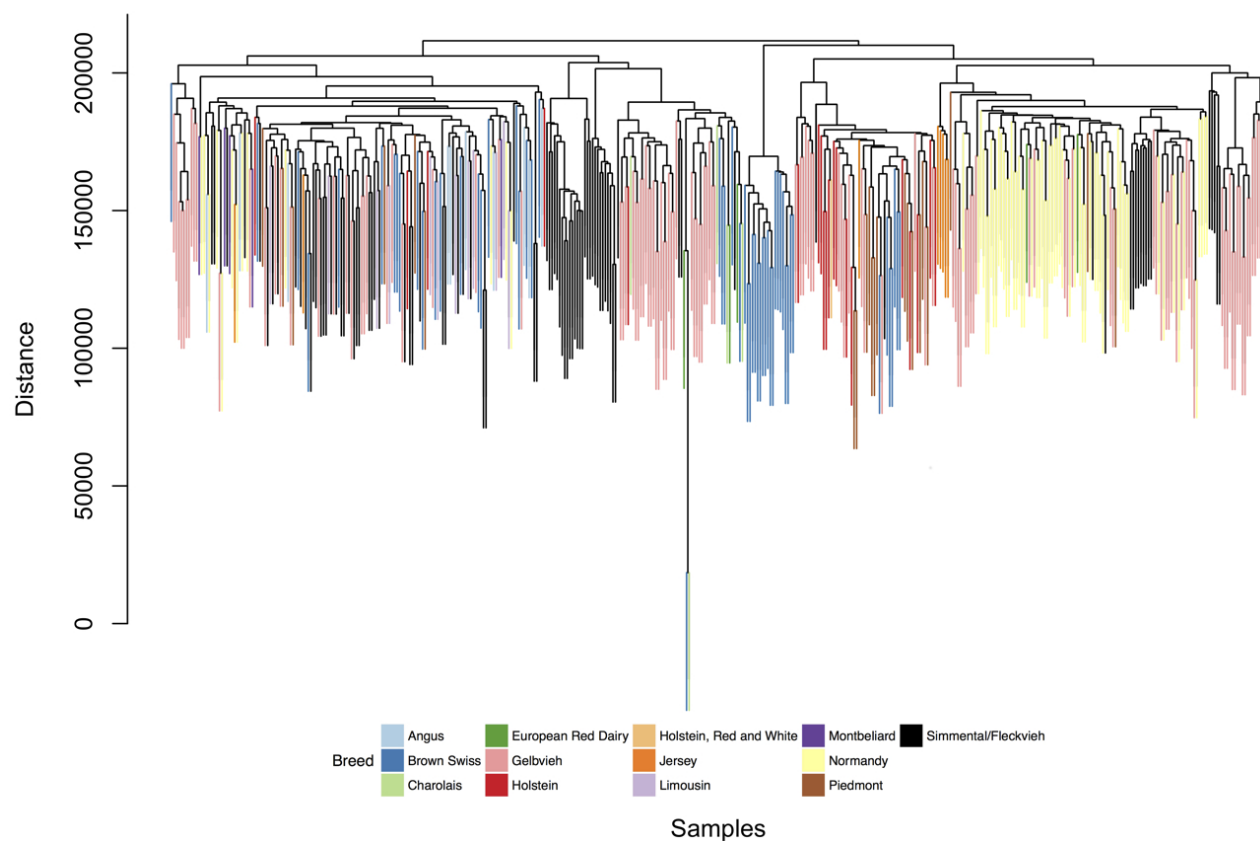 200000
150000
100000
50000
0
Distance
Breed
Angus
Brown Swiss
Charolais
European Red Dairy
Gelbvieh
Holstein
Holstein, Red and White
Jersey
Limousin
Montbeliard
Normandy
Piedmont
Simmental/Fleckvieh
Samples